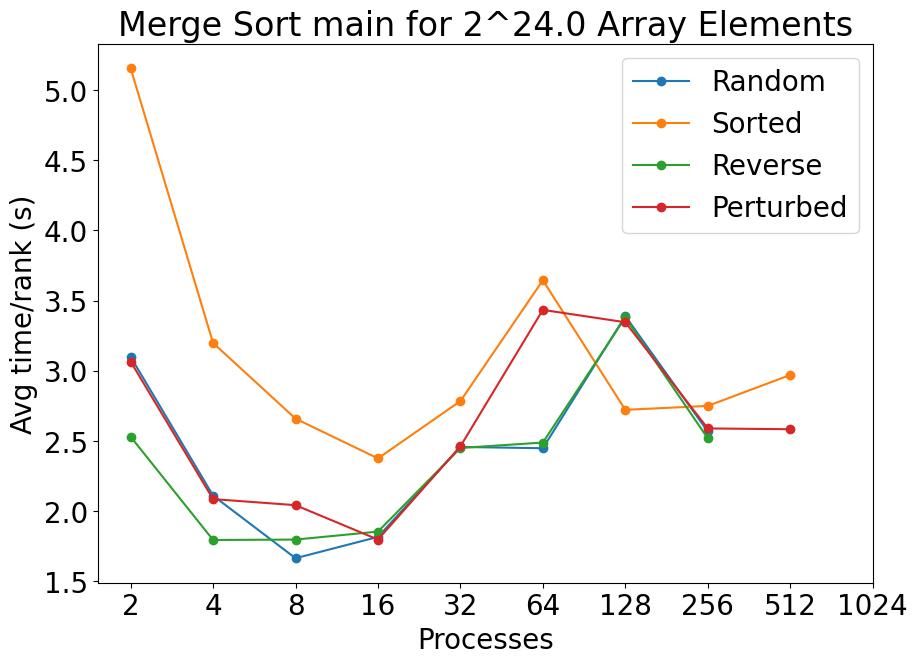 Merge Sort main for 2^24.0 Array Elements
Random
Sorted
Reverse
Perturbed
Avg time/rank (s)
5.0
4.5
4.0
3.5
3.0
2.5
2.0
1.5
2 4 8 16 32 64 128 256 512 1024
Processes